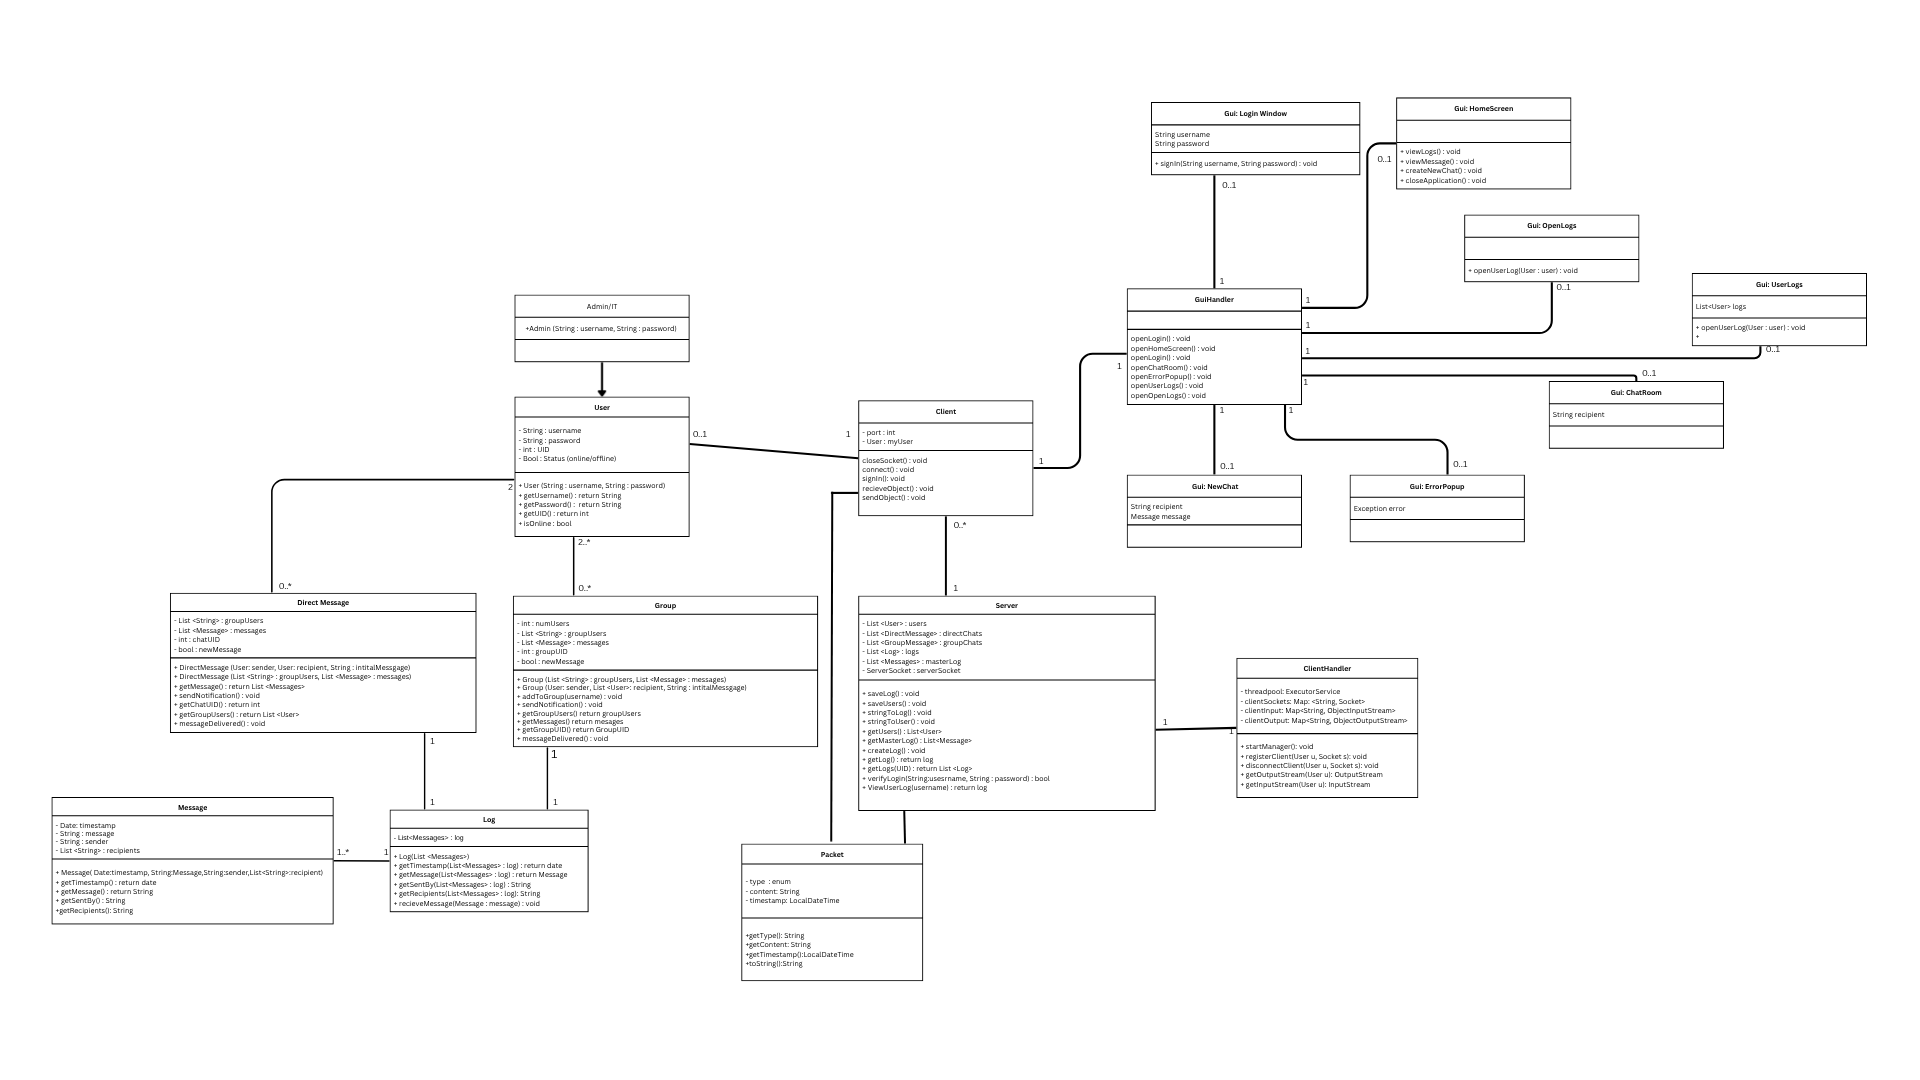 Gui: Login Window
String username
String password
+ signIn(String username, String password) : void
0..1
Gui: HomeScreen
+ viewLogs() : void
+ viewMessage() : void
+ createNewChat() : void
+ closeApplication() : void
0..1
Gui: OpenLogs
+ openUserLog(User : user) : void
0..1
Gui: UserLogs
List<User> logs
+ openUserLog(User : user) : void
+
0..1
GuiHandler
openLogin() : void
openHomeScreen() : void
openLogin() : void
openChatRoom() : void
openErrorPopup() : void
openUserLogs() : void
openOpenLogs() : void
1
1
1
1
1
1
1
1
0..1
Gui: ChatRoom
String recipient
0..1
Gui: NewChat
String recipient
Message message
0..1
Gui: ErrorPopup
Exception error
Admin/IT
+Admin (String : username, String : password)
User
- String : username
- String : password
- int : UID
- Bool : Status (online/offline)
+ User (String : username, String : password)
+ getUsername() : return String
+ getPassword() :  return String
+ getUID() : return int
+ isOnline : bool
0..1
1
2
2..*
Client
- port : int
- User : myUser
closeSocket() : void
connect() : void
signIn(): void
recieveObject() : void
sendObject() : void
1
0..*
1
0..*
Direct Message
- List <String> : groupUsers
- List <Message> : messages
- int : chatUID
- bool : newMessage
+ DirectMessage (User: sender, User: recipient, String : intitalMessgage)
+ DirectMessage (List <String> : groupUsers, List <Message> : messages)
+ getMessage() : return List <Messages>
+ sendNotification() : void
+ getChatUID() : return int
+ getGroupUsers() : return List <User>
+ messageDelivered() : void
1
0..*
Group
- int : numUsers
- List <String> : groupUsers
- List <Message> : messages
- int : groupUID
- bool : newMessage
+ Group (List <String> : groupUsers, List <Message> : messages)
+ Group (User: sender, List <User>: recipient, String : intitalMessgage)
+ addToGroup(username) : void
+ sendNotification() : void
+ getGroupUsers() return groupUsers
+ getMessages() return mesages
+ getGroupUID() return GroupUID
+ messageDelivered() : void
1
Server
- List <User> : users
- List <DirectMessage> : directChats
- List <GroupMessage> : groupChats
- List <Log> : logs
- List <Messages> : masterLog
- ServerSocket : serverSocket
+ saveLog() : void
+ saveUsers() : void
+ stringToLog() : void
+ stringToUser() : void
+ getUsers() : List<User>
+ getMasterLog() : List<Message>
+ createLog() : void
+ getLog() : return log
+ getLogs(UID) : return List <Log>
+ verifyLogin(String:usesrname, String : password) : bool
+ ViewUserLog(username) : return log
1
1
ClientHandler
- threadpool: ExecutorService
- clientSockets: Map: <String, Socket>
- clientInput: Map<String, ObjectInputStream>
- clientOutput: Map<String, ObjectOutputStream>
+ startManager(): void
+ registerClient(User u, Socket s): void
+ disconnectClient(User u, Socket s): void
+ getOutputStream(User u): OutputStream
+ getInputStream(User u): InputStream
Message
- Date: timestamp
- String : message
- String : sender
- List <String> : recipients
+ Message( Date:timestamp, String:Message,String:sender,List<String>:recipient)
+ getTimestamp() : return date
+ getMessage() : return String
+ getSentBy() : String
+getRecipients(): String
1..*
1
1
1
Log
- List<Messages> : log
+ Log(List <Messages>)
+ getTimestamp(List<Messages> : log) : return date
+ getMessage(List<Messages> : log) : return Message
+ getSentBy(List<Messages> : log) : String
+ getRecipients(List<Messages> : log): String
+ recieveMessage(Message : message) : void
Packet
- type  : enum
- content: String
- timestamp: LocalDateTime
+getType(): String
+getContent: String
+getTimestamp():LocalDateTime
+toString():String